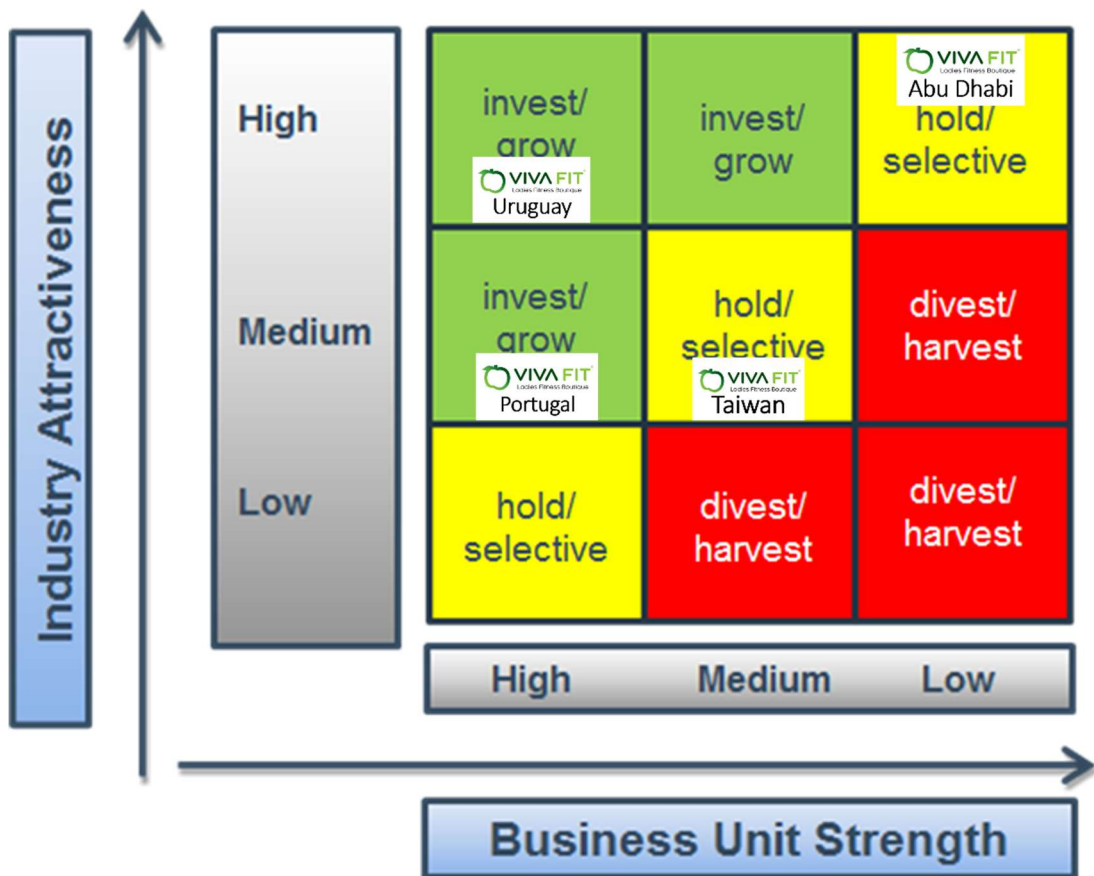 Industry Attractiveness
High
Medium
Low
invest/
grow
VIVA FIT
Ladies Fitness Boutique
Uruguay
invest/
grow
VIVA FIT
Ladies Fitness Boutique
Abu Dhabi
hold/
selective
invest/
grow
VIVA FIT
Ladies Fitness Boutique
Portugal
hold/
selective
VIVA FIT
Ladies Fitness Boutique
Taiwan
divest/
harvest
hold/
selective
divest/
harvest
divest/
harvest
High
Medium
Low
Business Unit Strength